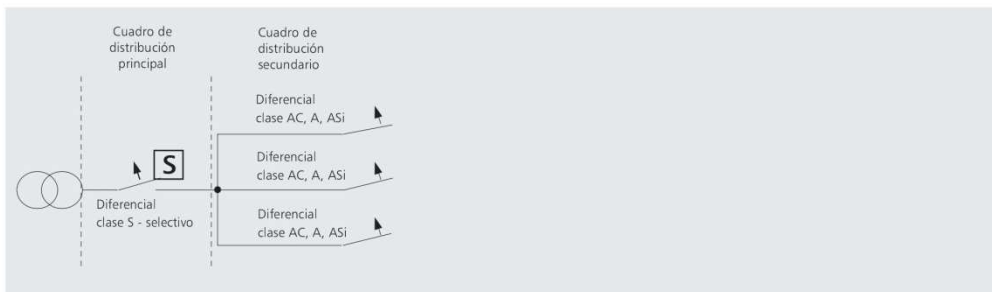 Cuadro de
distribución
principal
Cuadro de
distribución
secundario
Diferencial
clase AC, A, ASi
S
Diferencial
clase AC, A, ASi
Diferencial
clase S - selectivo
Diferencial
clase AC, A, ASi